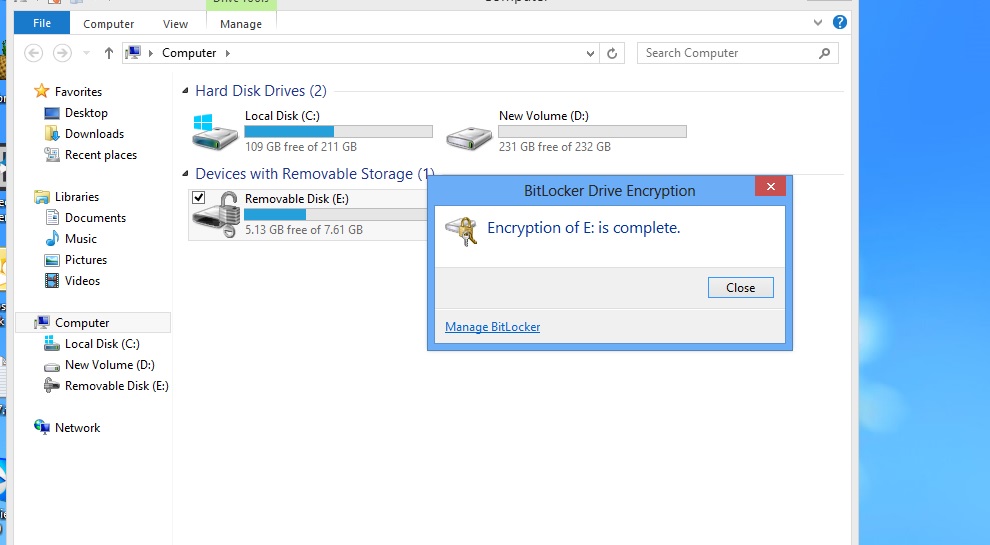 Drive Tools
Computer
File
Computer
View
Manage
Computer
Search Computer
Favorites
Desktop
Downloads
Recent places
Libraries
Documents
Music
Pictures
Videos
Computer
Local Disk (C:)
New Volume (D:)
Removable Disk (E:)
Network
Hard Disk Drives (2)
Local Disk (C:)
109 GB free of 211 GB
New Volume (D:)
231 GB free of 232 GB
Devices with Removable Storage (1)
Removable Disk (E:)
5.13 GB free of 7.61 GB
BitLocker Drive Encryption
Encryption of E: is complete.
Close
Manage BitLocker